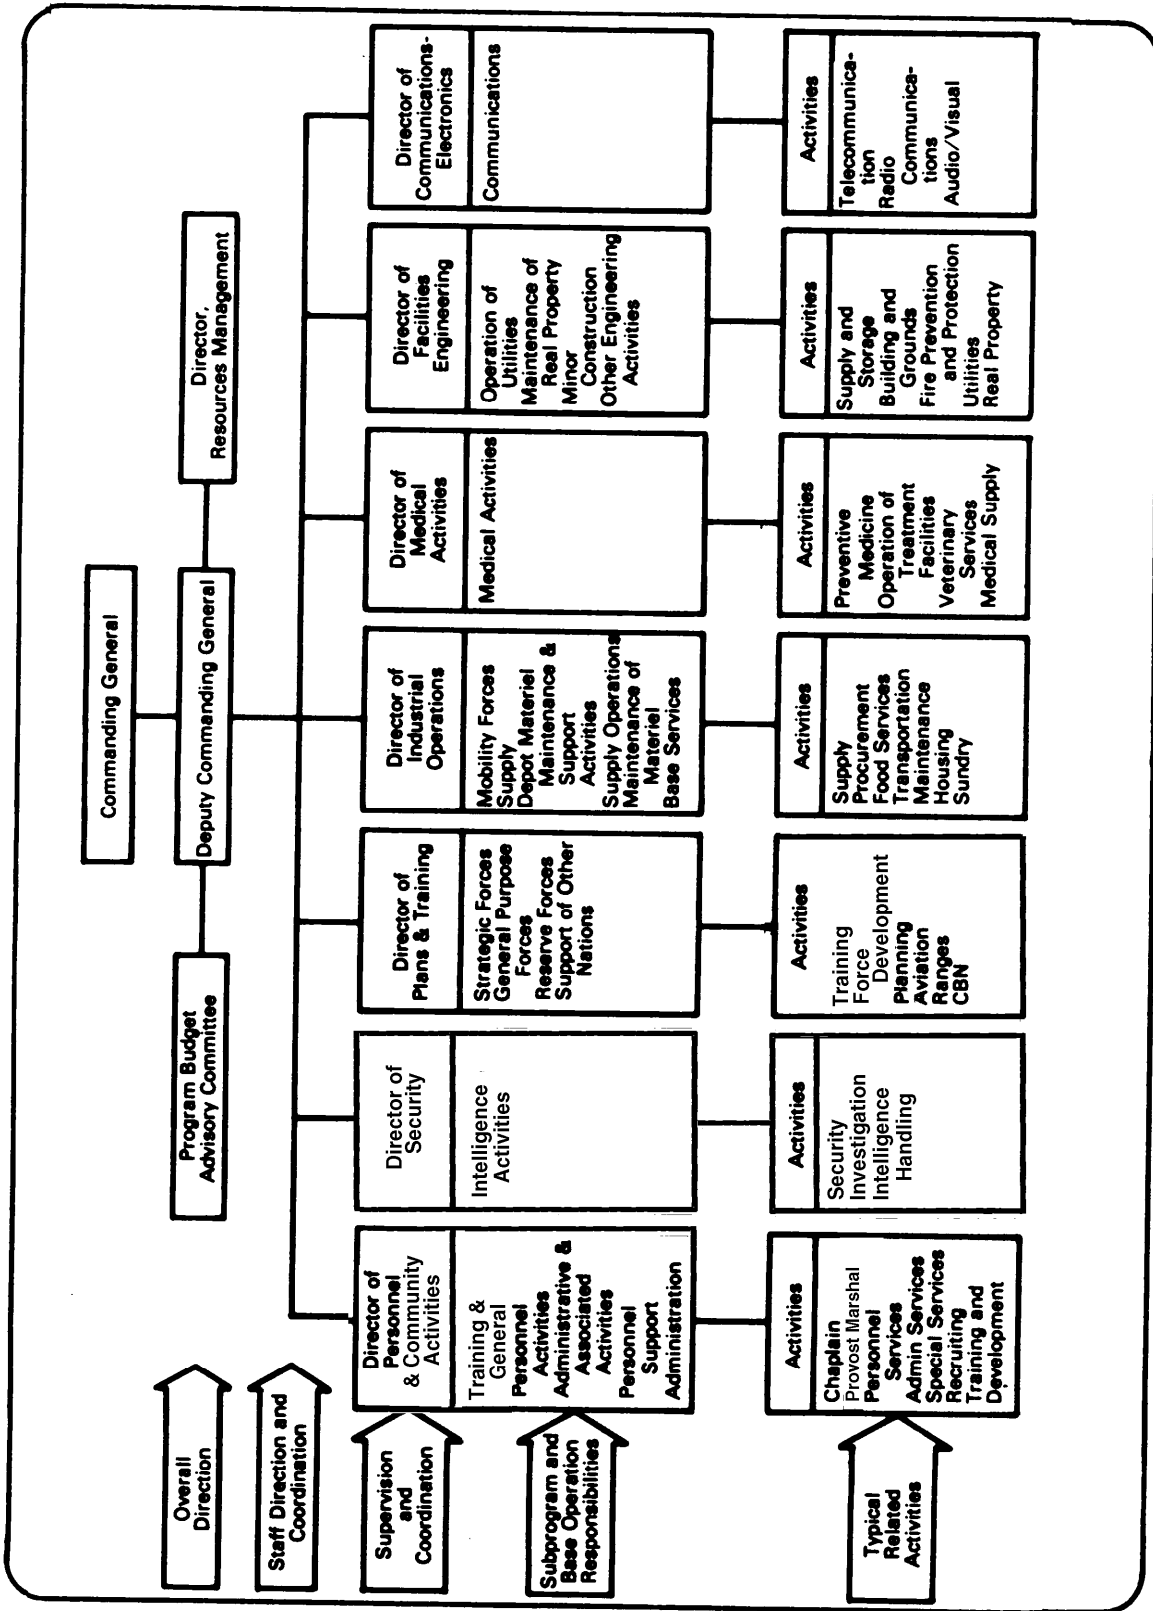 Commanding General
Program Budget
Advisory Committee
Deputy Commanding General
Director,
Resources Management
Overall
Direction
Staff Direction and
Coordination
Supervision
and
Coordination
Director of
Personnel
& Community
Activities
Director of
Security
Director of
Plans & Training
Director of
Industrial
Operations
Director of
Medical
Activities
Director of
Facilities
Engineering
Director of
Communications-
Electronics
Subprogram and
Base Operation
Responsibilities
Training &
General
Personnel
Activities
Administrative &
Associated
Activities
Personnel
Support
Administration
Intelligence
Activities
Strategic Forces
General Purpose
Forces
Reserve Forces
Support of Other
Nations
Mobility Forces
Supply
Depot Materiel
Maintenance &
Support
Activities
Supply Operations
Maintenance of
Materiel
Base Services
Medical Activities
Operation of
Utilities
Maintenance of
Real Property
Minor
Construction
Other Engineering
Activities
Communications
Typical
Related
Activities
Activities
Chaplain
Provost Marshal
Personnel
Services
Admin Services
Special Services
Recruiting
Training and
Development
Activities
Security
Investigation
Intelligence
Handling
Activities
Training
Force
Development
Planning
Aviation
Ranges
CBN
Activities
Supply
Procurement
Food Services
Transportation
Maintenance
Housing
Sundry
Activities
Preventive
Medicine
Operation of
Treatment
Facilities
Veterinary
Services
Medical Supply
Activities
Supply and
Storage
Building and
Grounds
Fire Prevention
and Protection
Utilities
Real Property
Activities
Telecommunica-
tion
Radio
Communica-
tions
Audio/Visual